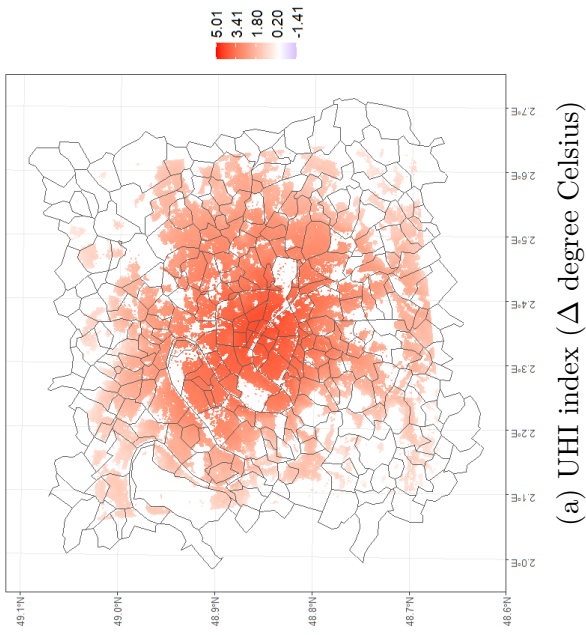 5.01
3.41
1.80
0.20
-1.41
49.1°N
49.0°N
48.9°N
48.8°N
48.7°N
48.6°N
2.0°E
2.1°E
2.2°E
2.3°E
2.4°E
2.5°E
2.6°E
2.7°E
(a) UHI index (Δ degree Celsius)